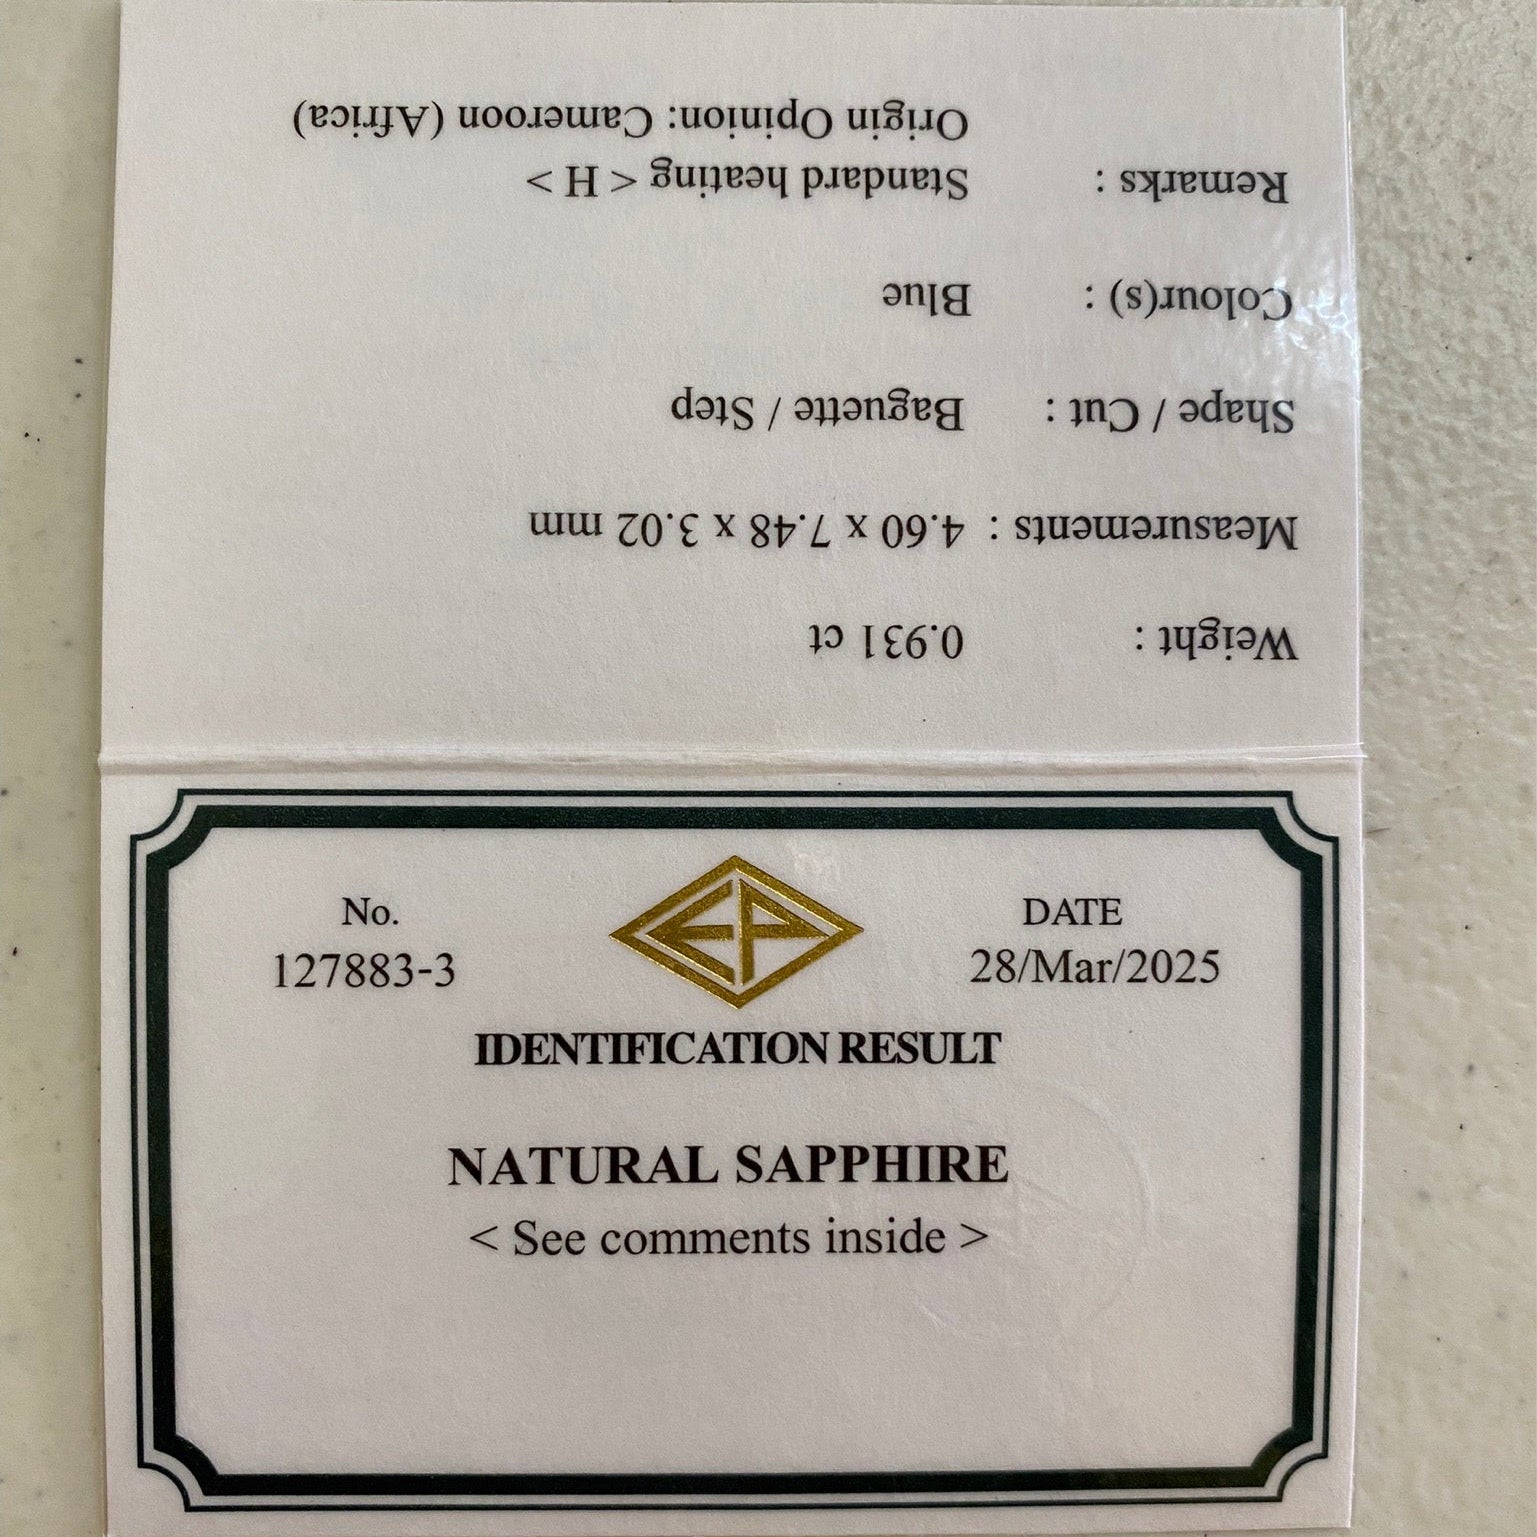 No.
127883-3
EP
DATE
28/Mar/2025
IDENTIFICATION RESULT
NATURAL SAPPHIRE
< See comments inside >
Weight : 0.931 ct
Measurements : 4.60 x 7.48 x 3.02 mm
Shape / Cut : Baguette / Step
Colour(s) : Blue
Remarks : Standard heating < H >
Origin Opinion: Cameroon (Africa)